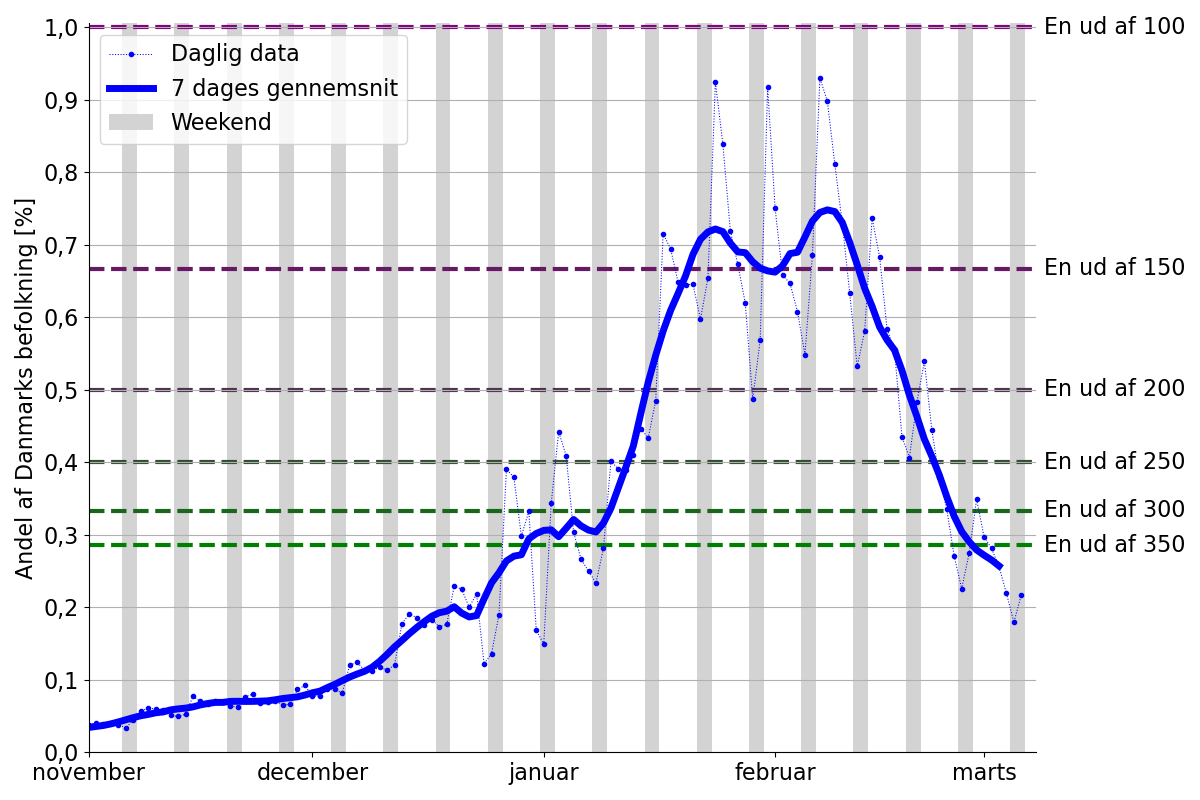 1,0
0,9
0,8
0,7
0,6
0,5
0,4
0,3
0,2
0,1
0,0
Andel af Danmarks befolkning [%]
Daglig data
7 dages gennemsnit
Weekend
En ud af 100
En ud af 150
En ud af 200
En ud af 250
En ud af 300
En ud af 350
november december januar februar marts